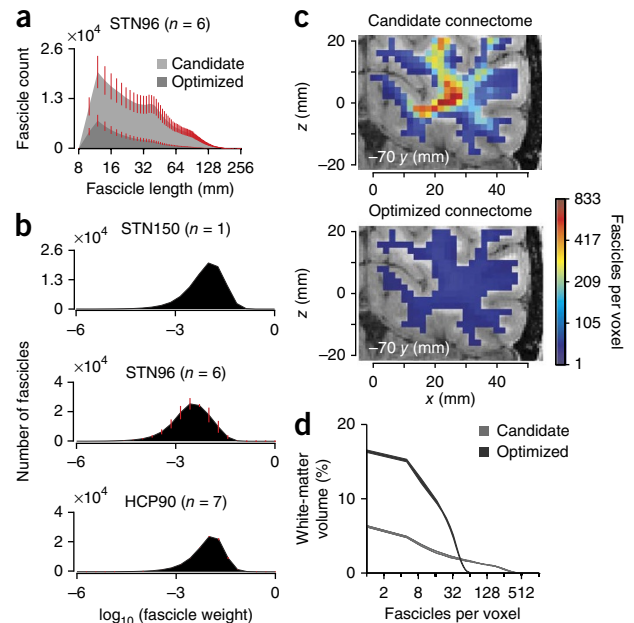 a
STN96 (n = 6)
×10⁴
2.6
1.3
0
Fascicle count
Candidate
Optimized
8 16 32 64 128 256
Fascicle length (mm)
b
STN150 (n = 1)
×10⁴
2.6
1.3
0
−6 −3 0
STN96 (n = 6)
×10⁴
4
2
0
−6 −3 0
Number of fascicles
HCP90 (n = 7)
×10⁴
4
2
0
−6 −3 0
log₁₀ (fascicle weight)
c
Candidate connectome
20
0
−20
z (mm)
−70 y (mm)
0 20 40
Optimized connectome
20
0
−20
z (mm)
−70 y (mm)
0 20 40
x (mm)
833
417
209
105
1
Fascicles per voxel
d
Candidate
Optimized
20
10
0
White-matter
volume (%)
2 8 32 128 512
Fascicles per voxel